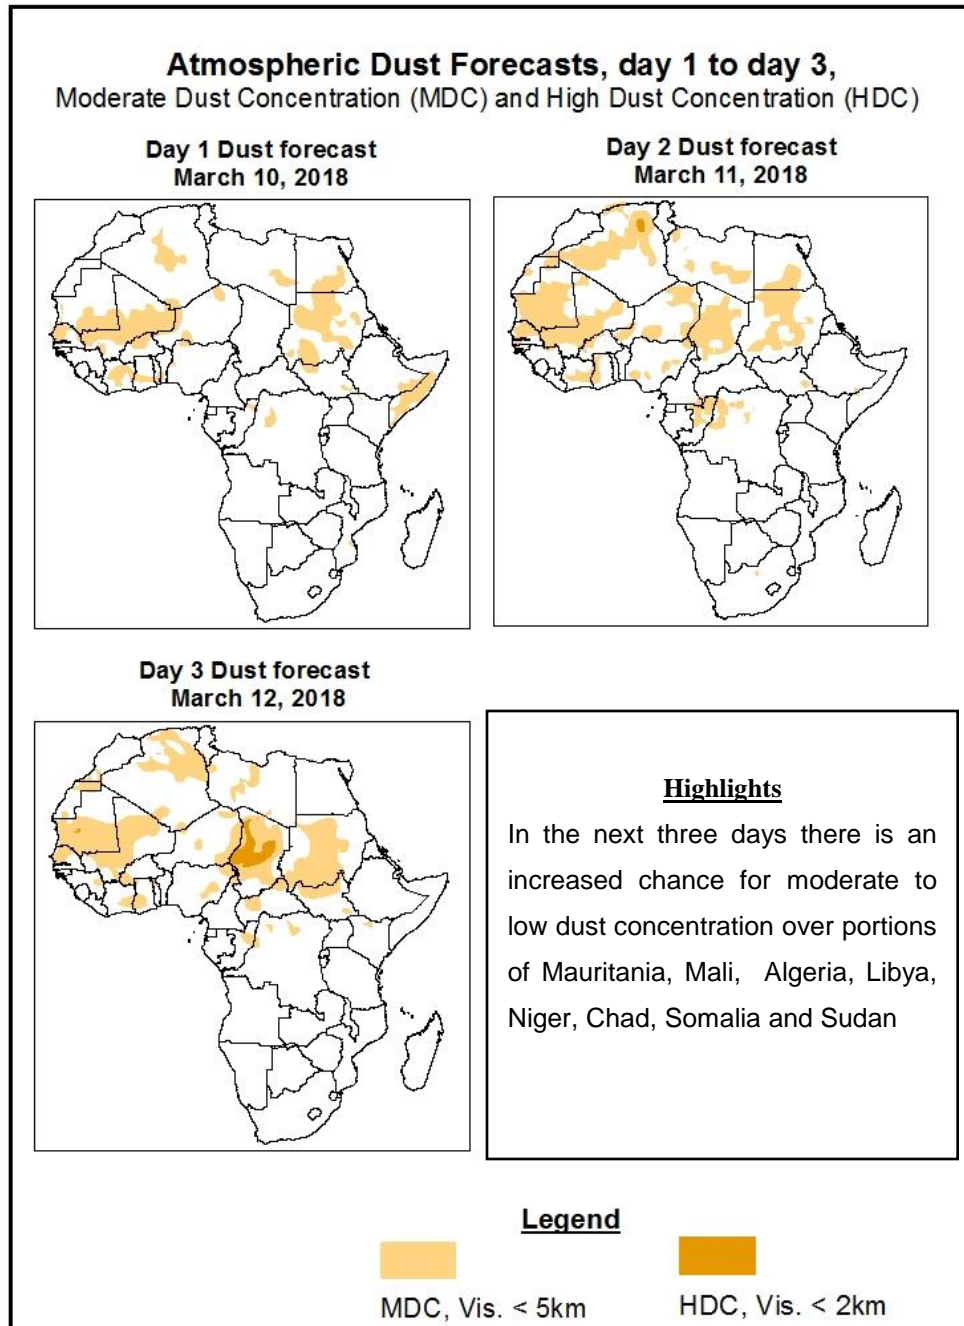 Atmospheric Dust Forecasts, day 1 to day 3,
Moderate Dust Concentration (MDC) and High Dust Concentration (HDC)
Day 1 Dust forecast
March 10, 2018
Day 2 Dust forecast
March 11, 2018
Day 3 Dust forecast
March 12, 2018
Highlights
In the next three days there is an
increased chance for moderate to
low dust concentration over portions
of Mauritania, Mali, Algeria, Libya,
Niger, Chad, Somalia and Sudan
Legend
MDC, Vis. < 5km
HDC, Vis. < 2km